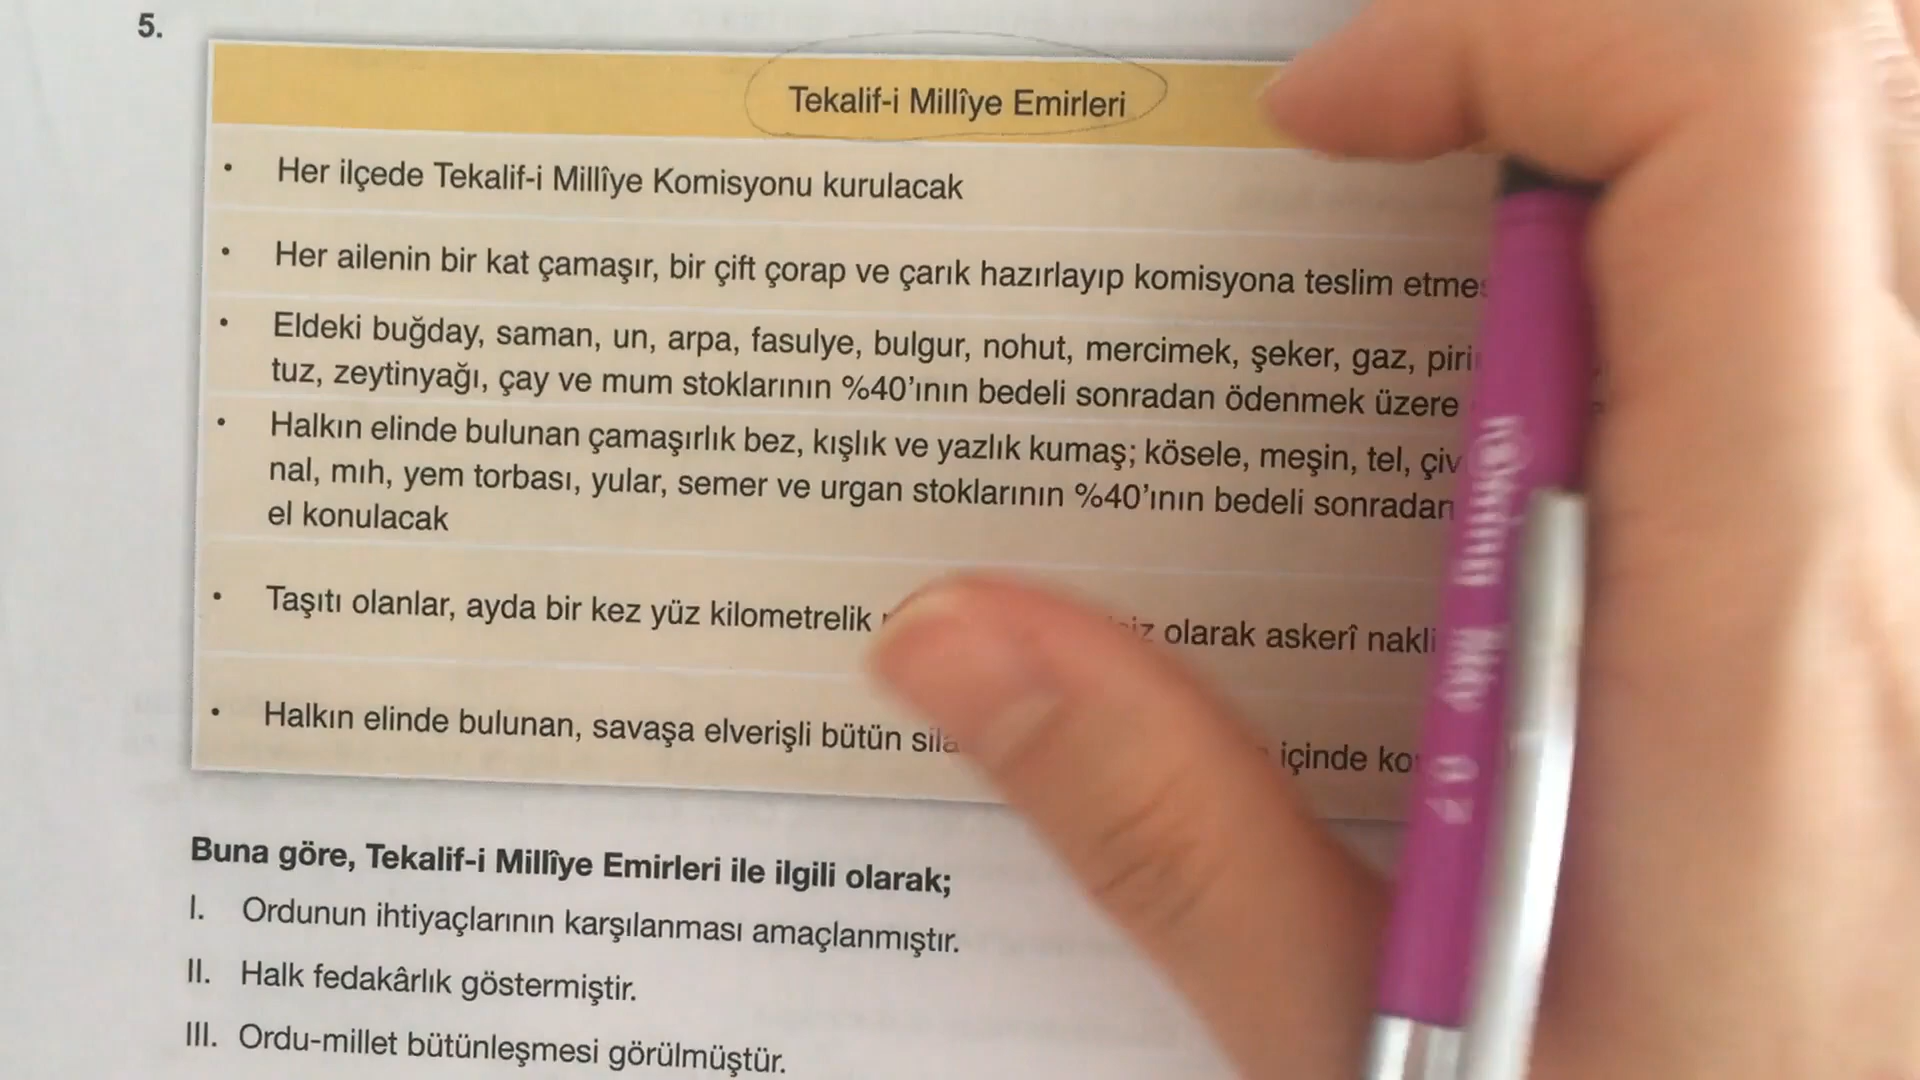 5.
Tekalif-i Millîye Emirleri
• Her ilçede Tekalif-i Millîye Komisyonu kurulacak
• Her ailenin bir kat çamaşır, bir çift çorap ve çarık hazırlayıp komisyona teslim
• Eldeki buğday, saman, un, arpa, fasulye, bulgur, nohut, mercimek, şeker, gaz,
tuz, zeytinyağı, çay ve mum stoklarının %40’ının bedeli sonradan ödenmek üzere
• Halkın elinde bulunan çamaşırlık bez, kışlık ve yazlık kumaş; kösele, meşin, tel,
nal, mıh, yem torbası, yular, semer ve urgan stoklarının %40’ının bedeli sonradan
el konulacak
• Taşıtı olanlar, ayda bir kez yüz kilometrelik olarak askerî
• Halkın elinde bulunan, savaşa elverişli bütün içinde
Buna göre, Tekalif-i Millîye Emirleri ile ilgili olarak;
I. Ordunun ihtiyaçlarının karşılanması amaçlanmıştır.
II. Halk fedakârlık göstermiştir.
III. Ordu-millet bütünleşmesi görülmüştür.